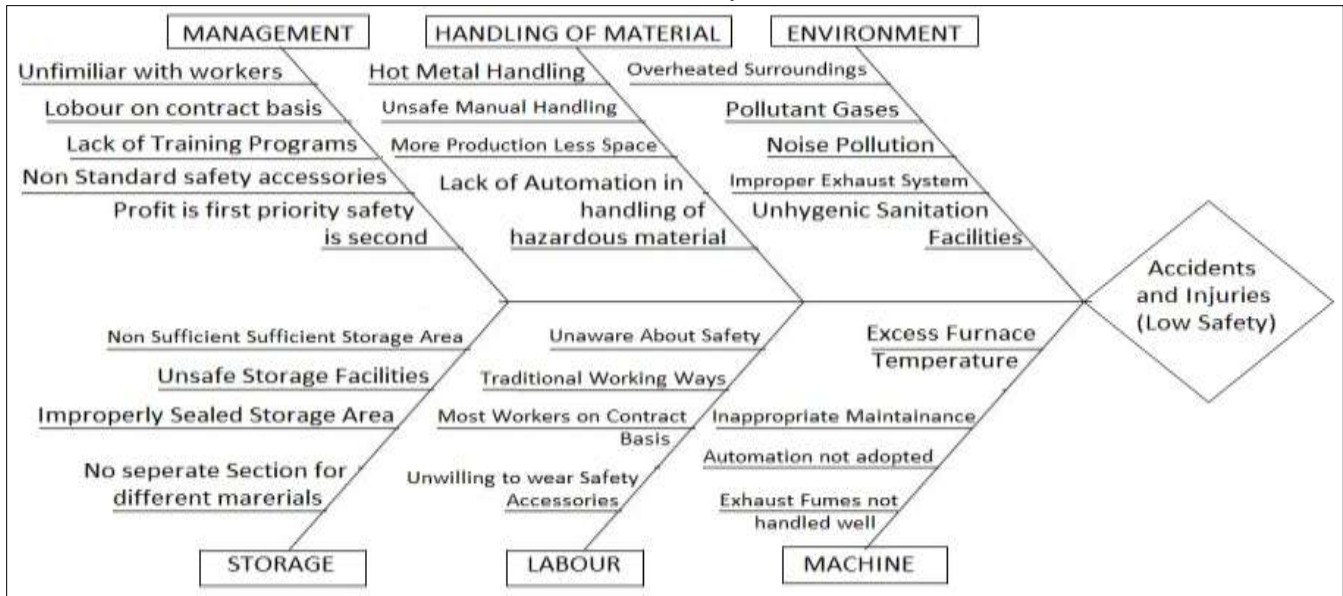 MANAGEMENT
Unfimiliar with workers
Lobour on contract basis
Lack of Training Programs
Non Standard safety accessories
Profit is first priority safety
is second
HANDLING OF MATERIAL
Hot Metal Handling
Unsafe Manual Handling
More Production Less Space
Lack of Automation in
handling of
hazardous material
ENVIRONMENT
Overheated Surroundings
Pollutant Gases
Noise Pollution
Improper Exhaust System
Unhygenic Sanitation
Facilities
Accidents
and Injuries
(Low Safety)
Non Sufficient Sufficient Storage Area
Unsafe Storage Facilities
Improperly Sealed Storage Area
No seperate Section for
different marerials
STORAGE
Unaware About Safety
Traditional Working Ways
Most Workers on Contract
Basis
Unwilling to wear Safety
Accessories
LABOUR
Excess Furnace
Temperature
Inappropriate Maintainance
Automation not adopted
Exhaust Fumes not
handled well
MACHINE